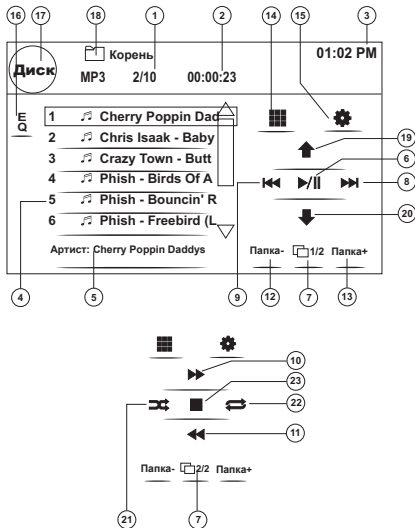 16 17 18 1 2 14 15 3
Корень
01:02 PM
Диск
MP3 2/10 00:00:23
EQ
1 Cherry Poppin Dad
2 Chris Isaak - Baby
3 Crazy Town - Butt
4 Phish - Birds Of A
5 Phish - Bouncin' R
6 Phish - Freebird (L
19
6
8
20
Артист: Cherry Poppin Daddys
Папка- 1/2 Папка+
4 5 9 12 7 13
10
23
22
11
Папка- 2/2 Папка+
21 7